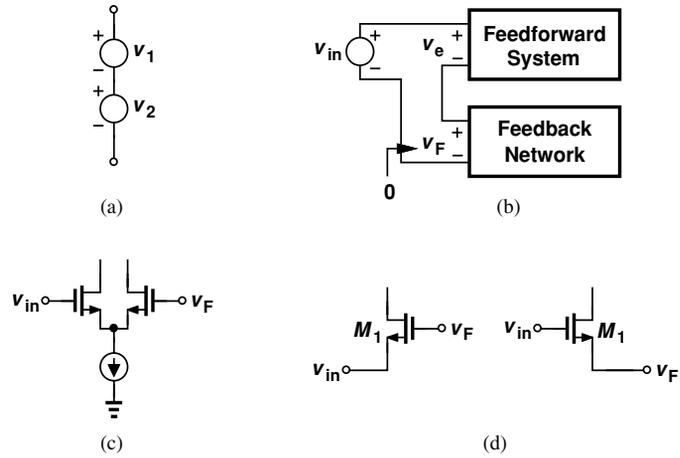 +
v1
−
+
v2
−
(a)
vin
+
−
ve
+
−
Feedforward
System
vF
+
−
Feedback
Network
0
(b)
vin
vF
(c)
M1
vF
vin
vin
M1
vF
(d)